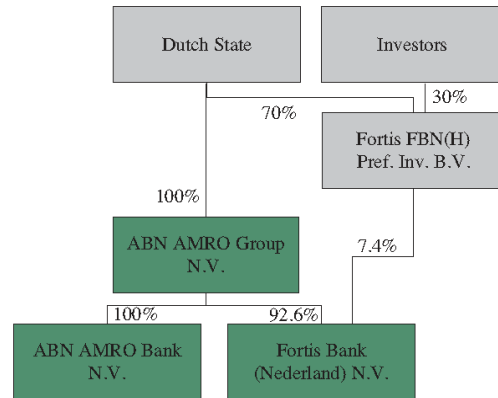 Dutch State
Investors
70%
30%
Fortis FBN(H)
Pref. Inv. B.V.
100%
ABN AMRO Group
N.V.
7.4%
100%
92.6%
ABN AMRO Bank
N.V.
Fortis Bank
(Nederland) N.V.